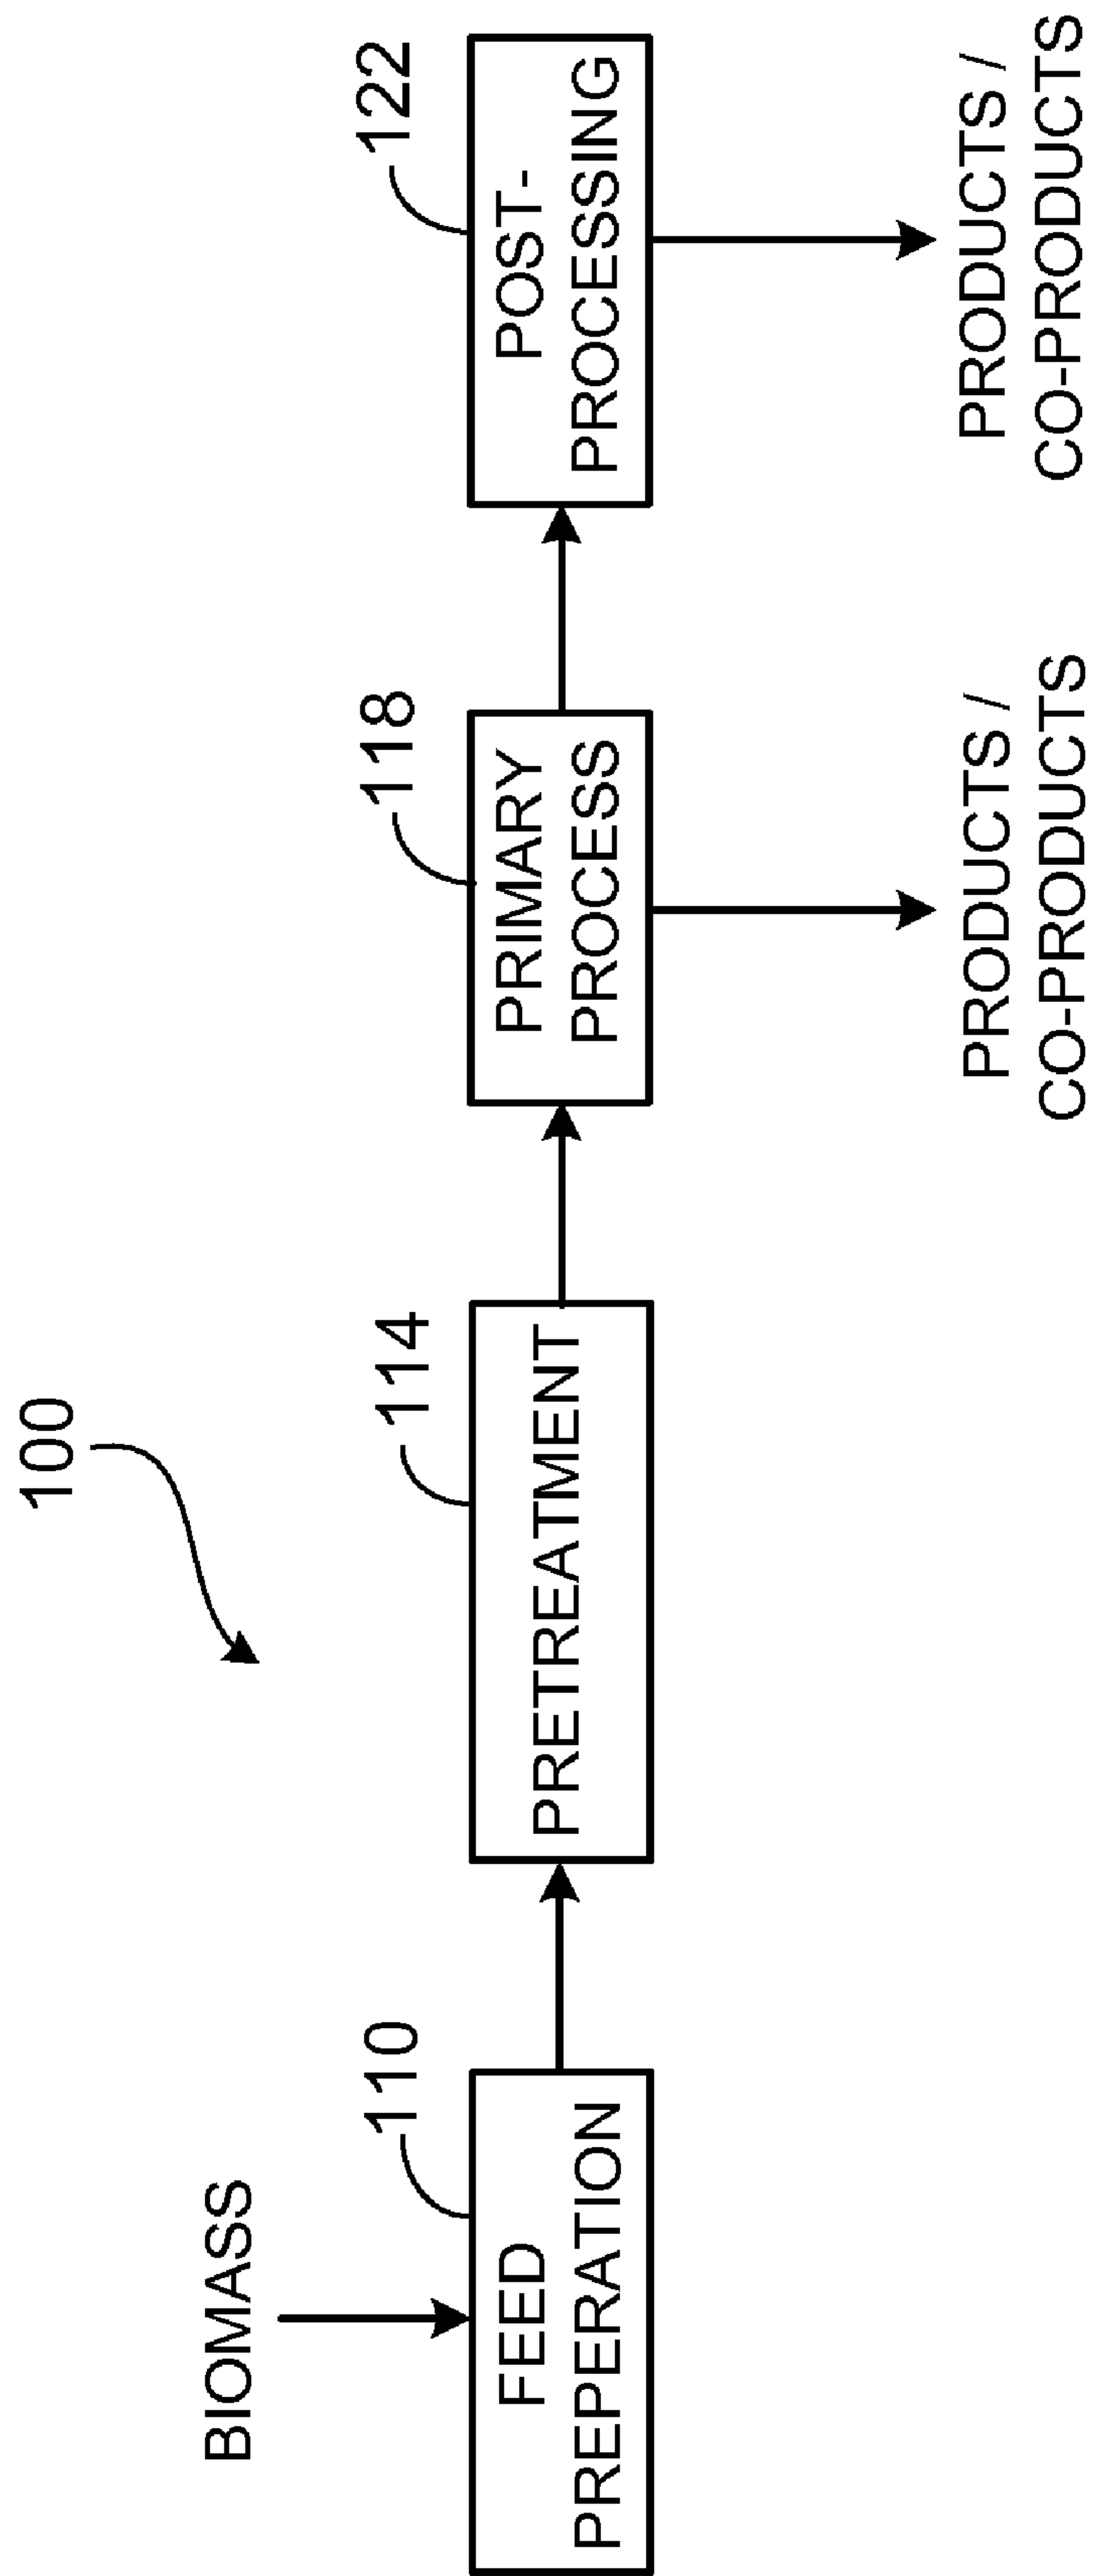 100
BIOMASS
110
FEED
PREPERATION
114
PRETREATMENT
118
PRIMARY
PROCESS
PRODUCTS /
CO-PRODUCTS
122
POST-
PROCESSING
PRODUCTS /
CO-PRODUCTS